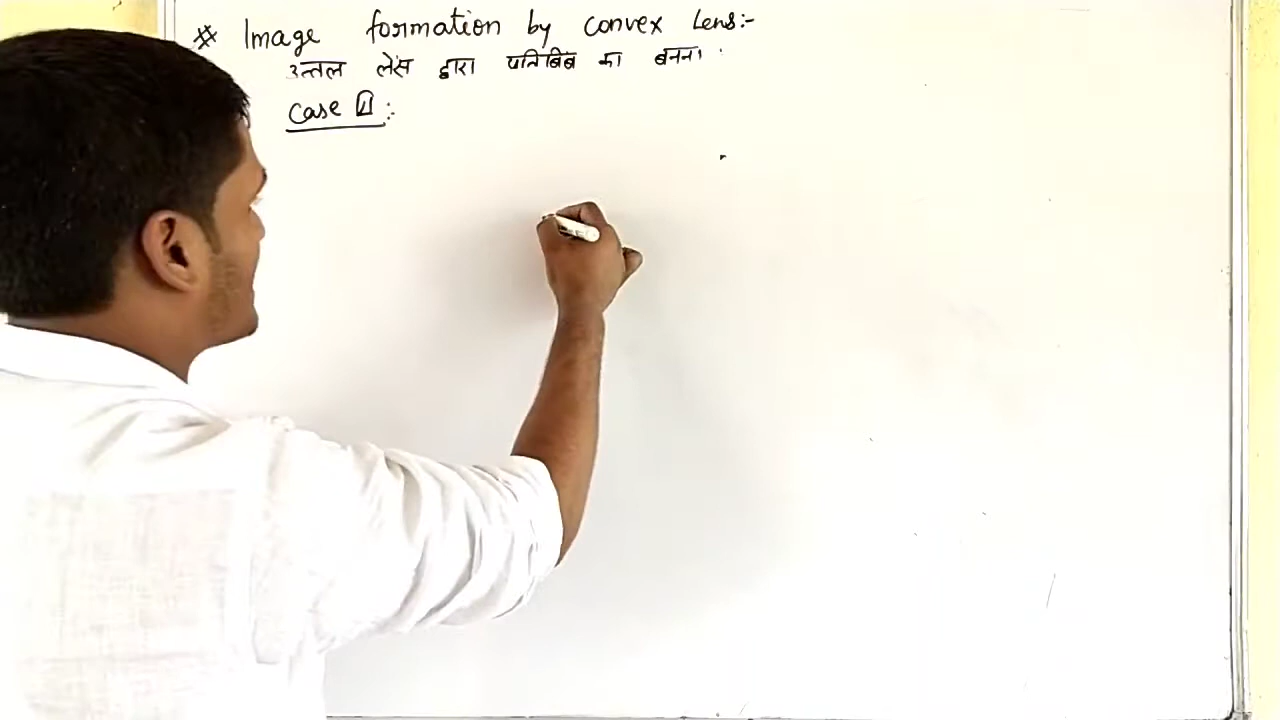 ※ Image formation by convex Lens:-
उत्तल लेंस द्वारा प्रतिबिंब का बनना :
Case 1 :-